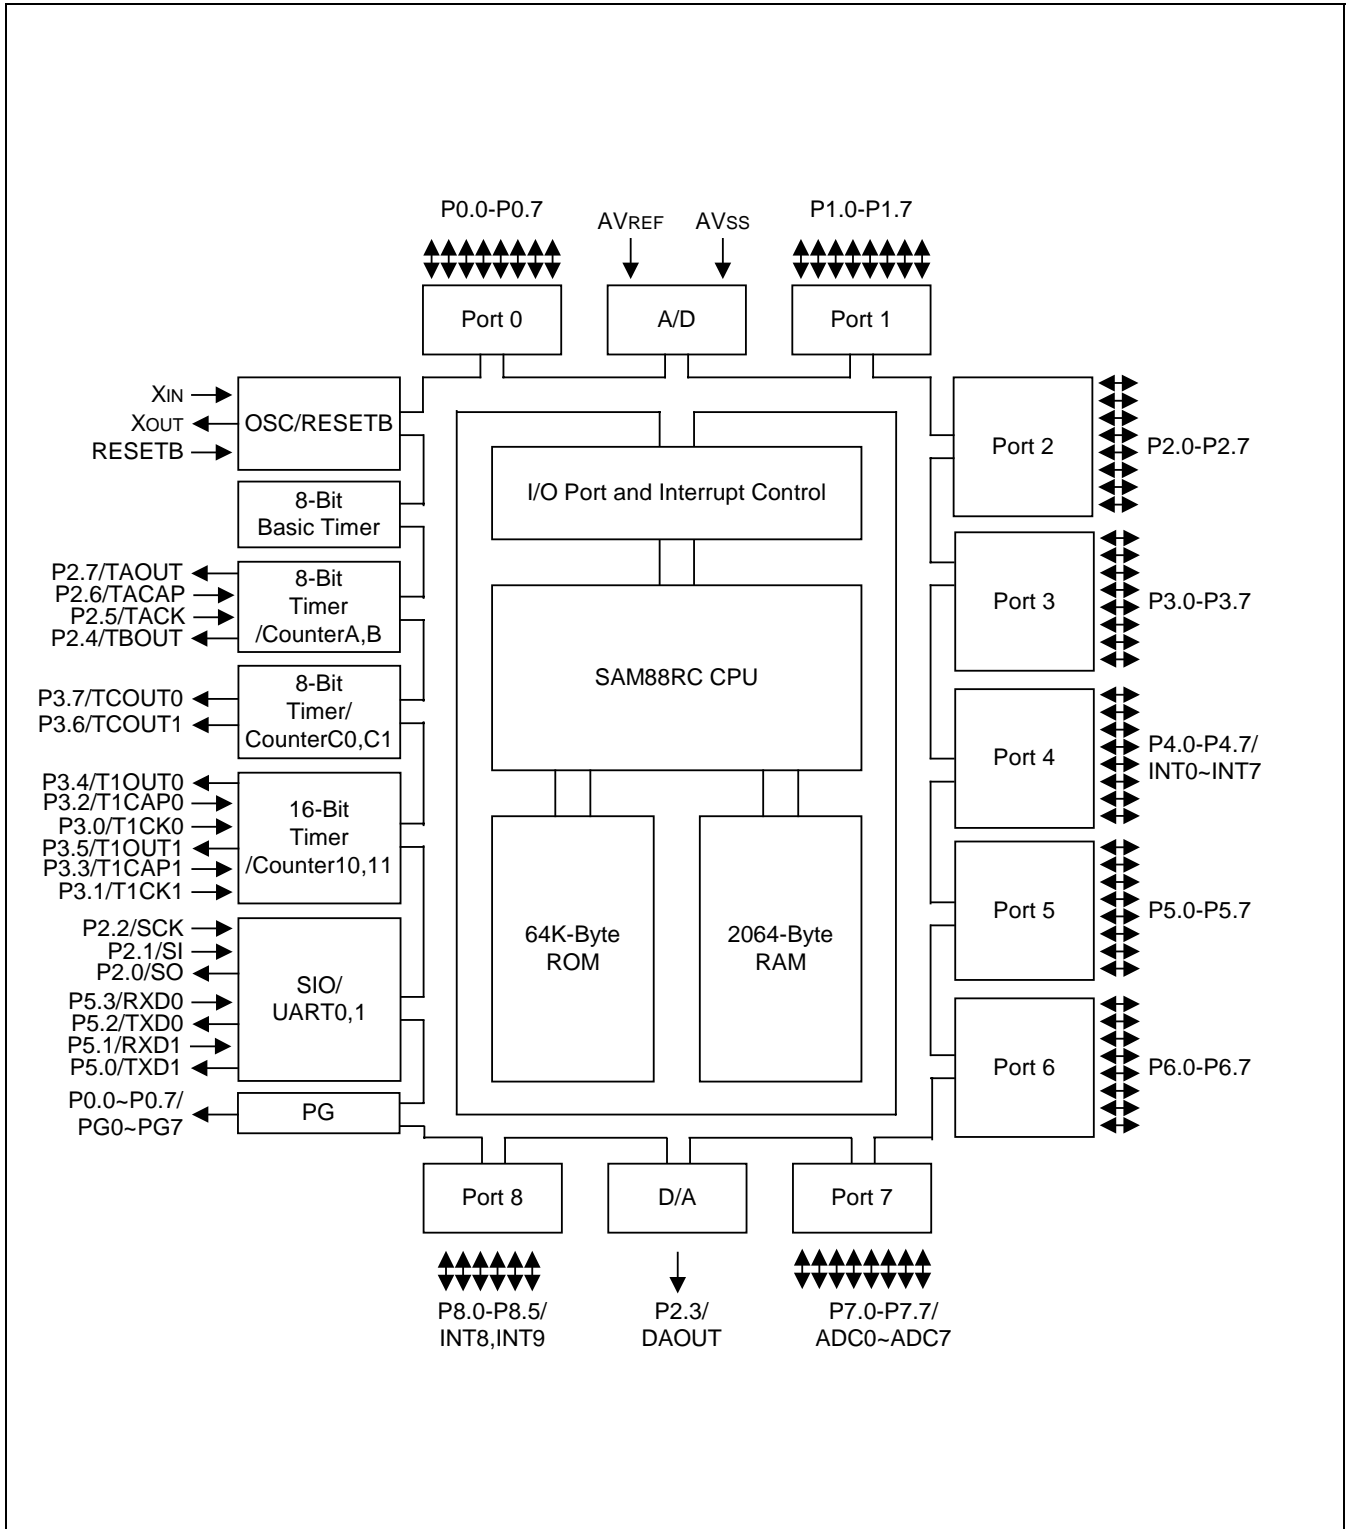 P0.0-P0.7
AVREF
AVSS
P1.0-P1.7
Port 0
A/D
Port 1
XIN
XOUT
RESETB
OSC/RESETB
8-Bit
Basic Timer
P2.7/TAOUT
P2.6/TACAP
P2.5/TACK
P2.4/TBOUT
8-Bit
Timer
/CounterA,B
P3.7/TCOUT0
P3.6/TCOUT1
8-Bit
Timer/
CounterC0,C1
P3.4/T1OUT0
P3.2/T1CAP0
P3.0/T1CK0
P3.5/T1OUT1
P3.3/T1CAP1
P3.1/T1CK1
16-Bit
Timer
/Counter10,11
P2.2/SCK
P2.1/SI
P2.0/SO
P5.3/RXD0
P5.2/TXD0
P5.1/RXD1
P5.0/TXD1
SIO/
UART0,1
P0.0~P0.7/
PG0~PG7
PG
I/O Port and Interrupt Control
SAM88RC CPU
64K-Byte
ROM
2064-Byte
RAM
Port 2
P2.0-P2.7
Port 3
P3.0-P3.7
Port 4
P4.0-P4.7/
INT0~INT7
Port 5
P5.0-P5.7
Port 6
P6.0-P6.7
Port 8
D/A
Port 7
P8.0-P8.5/
INT8,INT9
P2.3/
DAOUT
P7.0-P7.7/
ADC0~ADC7